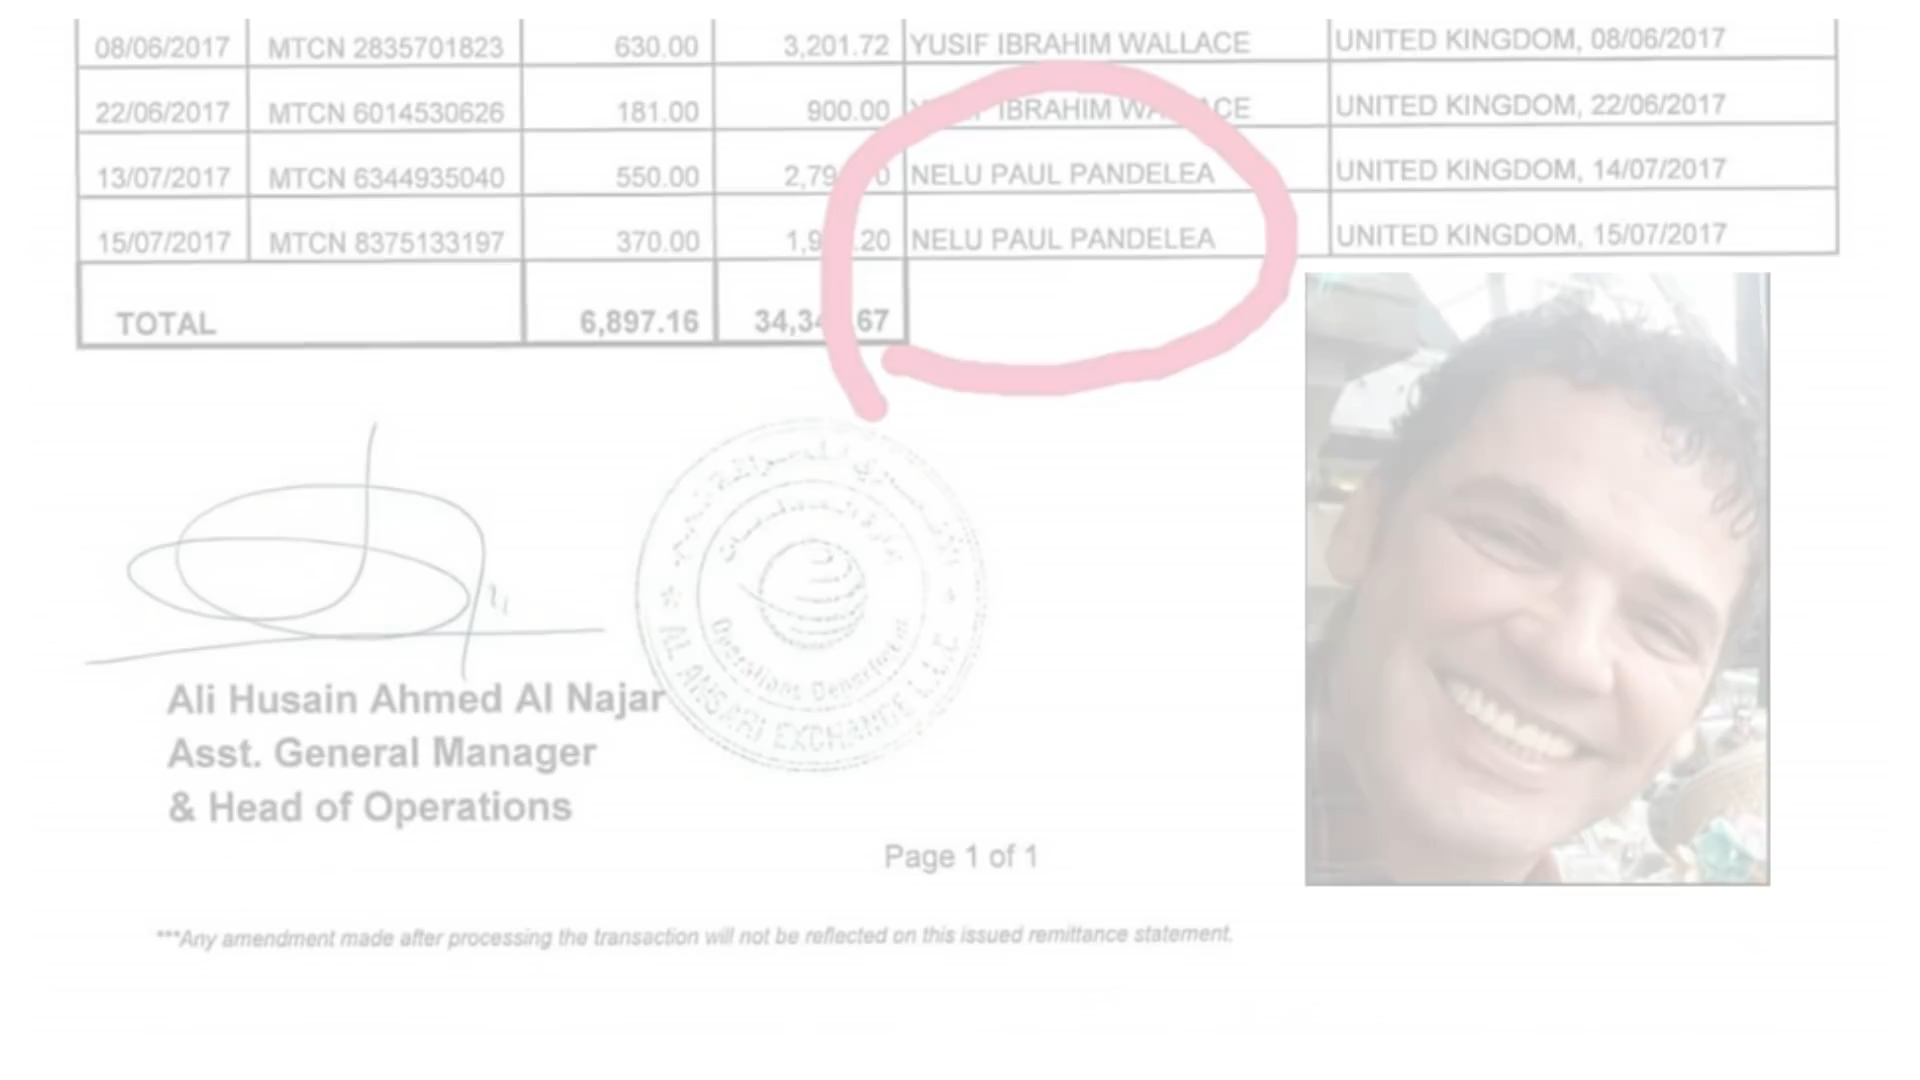 08/06/2017 MTCN 2835701823 630.00 3,201.72 YUSIF IBRAHIM WALLACE UNITED KINGDOM, 08/06/2017
22/06/2017 MTCN 6014530626 181.00 900.00 IBRAHIM UNITED KINGDOM, 22/06/2017
13/07/2017 MTCN 6344935040 550.00 NELU PAUL PANDELEA UNITED KINGDOM, 14/07/2017
15/07/2017 MTCN 8375133197 370.00 NELU PAUL PANDELEA UNITED KINGDOM, 15/07/2017
TOTAL 6,897.16
Ali Husain Ahmed Al Najar
Asst. General Manager
& Head of Operations
Operations Department
AL ANSARI EXCHANGE L.L.C
Page 1 of 1
***Any amendment made after processing the transaction will not be reflected on this issued remittance statement.